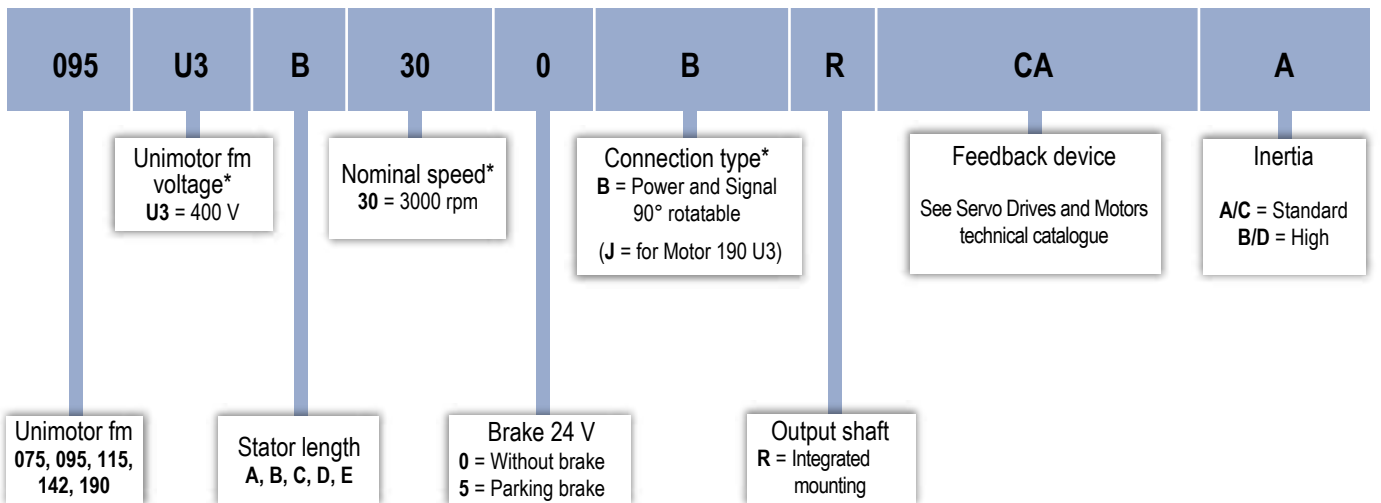 095 U3 B 30 0 B R CA A
Unimotor fm
voltage*
U3 = 400 V
Nominal speed*
30 = 3000 rpm
Connection type*
B = Power and Signal
90° rotatable
(J = for Motor 190 U3)
Feedback device
See Servo Drives and Motors
technical catalogue
Inertia
A/C = Standard
B/D = High
Unimotor fm
075, 095, 115,
142, 190
Stator length
A, B, C, D, E
Brake 24 V
0 = Without brake
5 = Parking brake
Output shaft
R = Integrated
mounting